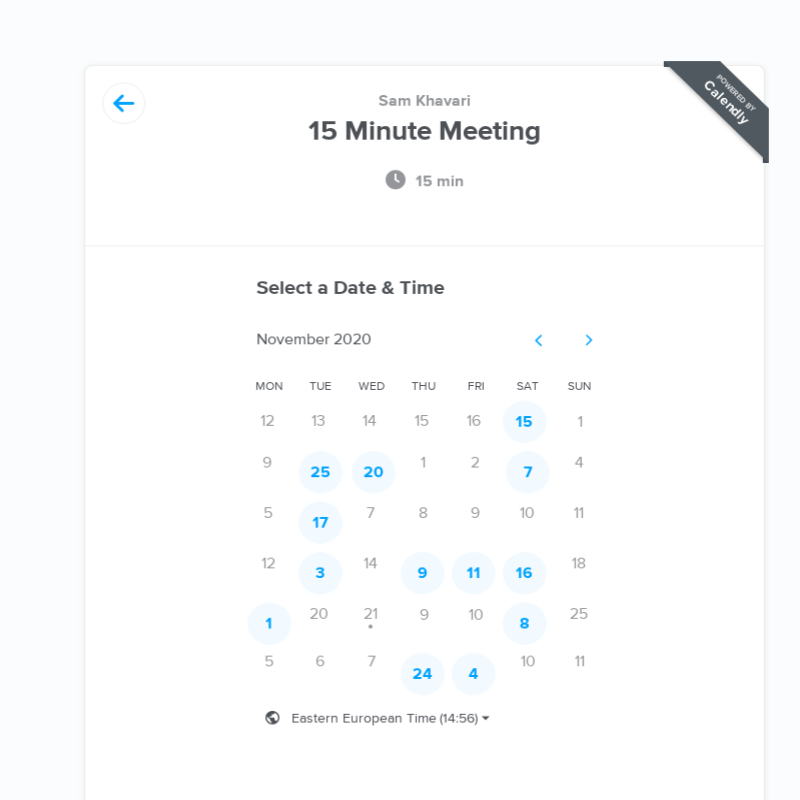 Sam Khavari
15 Minute Meeting
POWERED BY
Calendly
15 min
Select a Date & Time
November 2020
MON TUE WED THU FRI SAT SUN
12 13 14 15 16 15 1
9 25 20 1 2 7 4
5 17 7 8 9 10 11
12 3 14 9 11 16 18
1 20 21 9 10 8 25
5 6 7 24 4 10 11
Eastern European Time (14:56)